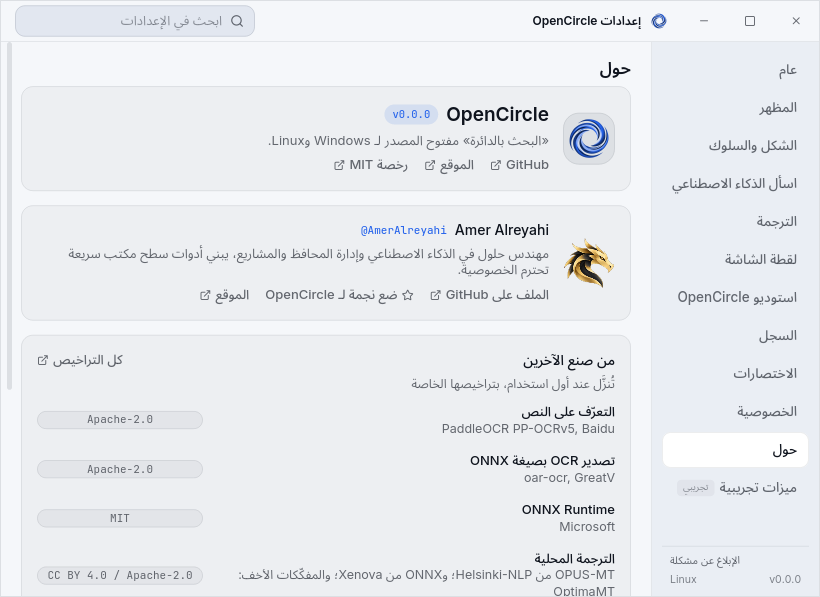 إعدادات OpenCircle
ابحث في الإعدادات
عام
المظهر
الشكل والسلوك
اسأل الذكاء الاصطناعي
الترجمة
لقطة الشاشة
استوديو OpenCircle
السجل
الاختصارات
الخصوصية
حول
ميزات تجريبية تجريبي
الإبلاغ عن مشكلة
v0.0.0 Linux
حول
OpenCircle v0.0.0
«البحث بالدائرة» مفتوح المصدر لـ Windows وLinux.
GitHub الموقع رخصة MIT
Amer Alreyahi @AmerAlreyahi
مهندس حلول في الذكاء الاصطناعي وإدارة المحافظ والمشاريع، يبني أدوات سطح مكتب سريعة
تحترم الخصوصية.
الملف على GitHub ضع نجمة لـ OpenCircle الموقع
من صنع الآخرين كل التراخيص
تُنزَّل عند أول استخدام، بتراخيصها الخاصة
التعرّف على النص
PaddleOCR PP-OCRv5, Baidu
Apache-2.0
تصدير OCR بصيغة ONNX
oar-ocr, GreatV
Apache-2.0
ONNX Runtime
Microsoft
MIT
الترجمة المحلية
OPUS-MT من Helsinki-NLP؛ وONNX من Xenova؛ والمفكّكات الأخف:
OptimaMT
CC BY 4.0 / Apache-2.0